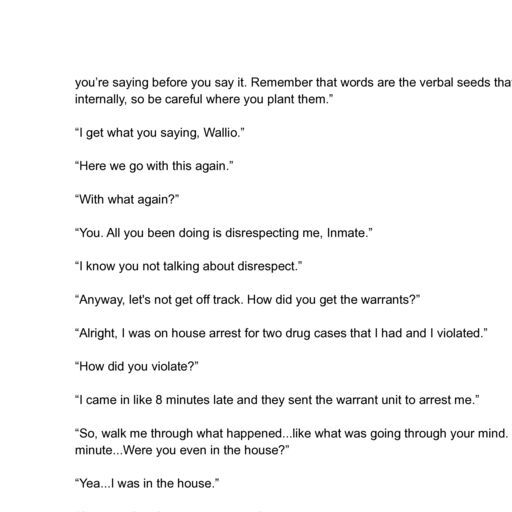 you’re saying before you say it. Remember that words are the verbal seeds
internally, so be careful where you plant them.”
“I get what you saying, Wallio.”
“Here we go with this again.”
“With what again?”
“You. All you been doing is disrespecting me, Inmate.”
“I know you not talking about disrespect.”
“Anyway, let's not get off track. How did you get the warrants?”
“Alright, I was on house arrest for two drug cases that I had and I violated.”
“How did you violate?”
“I came in like 8 minutes late and they sent the warrant unit to arrest me.”
“So, walk me through what happened...like what was going through your mind.
minute...Were you even in the house?”
“Yea...I was in the house.”